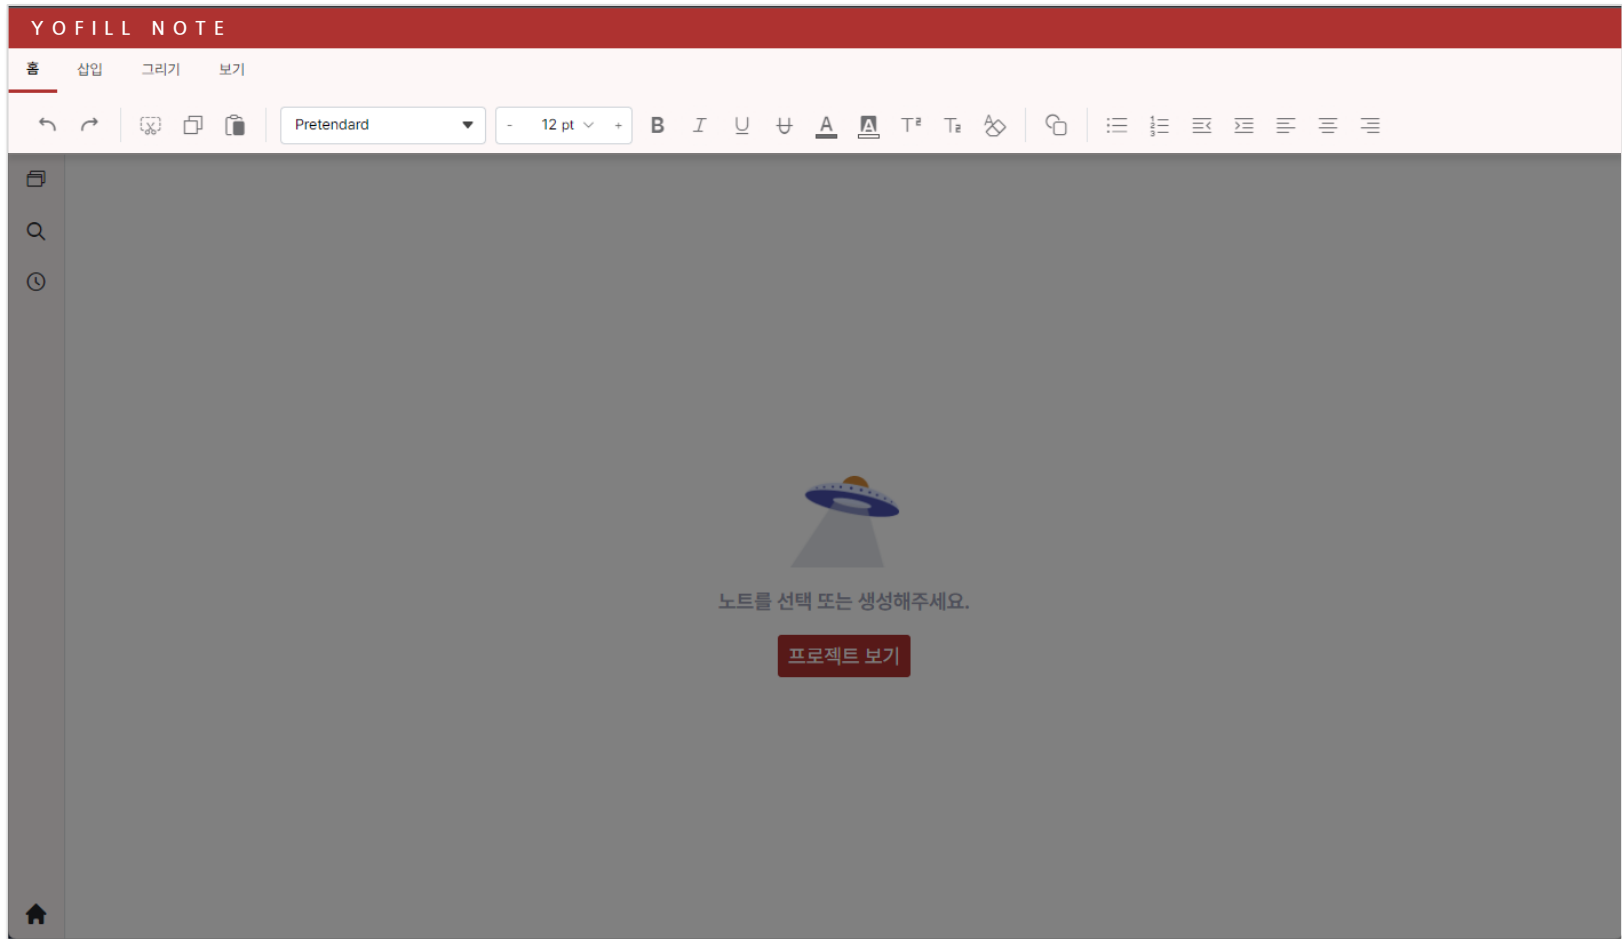 YOFILL NOTE
홈 삽입 그리기 보기
Pretendard - 12 pt +
노트를 선택 또는 생성해주세요.
프로젝트 보기